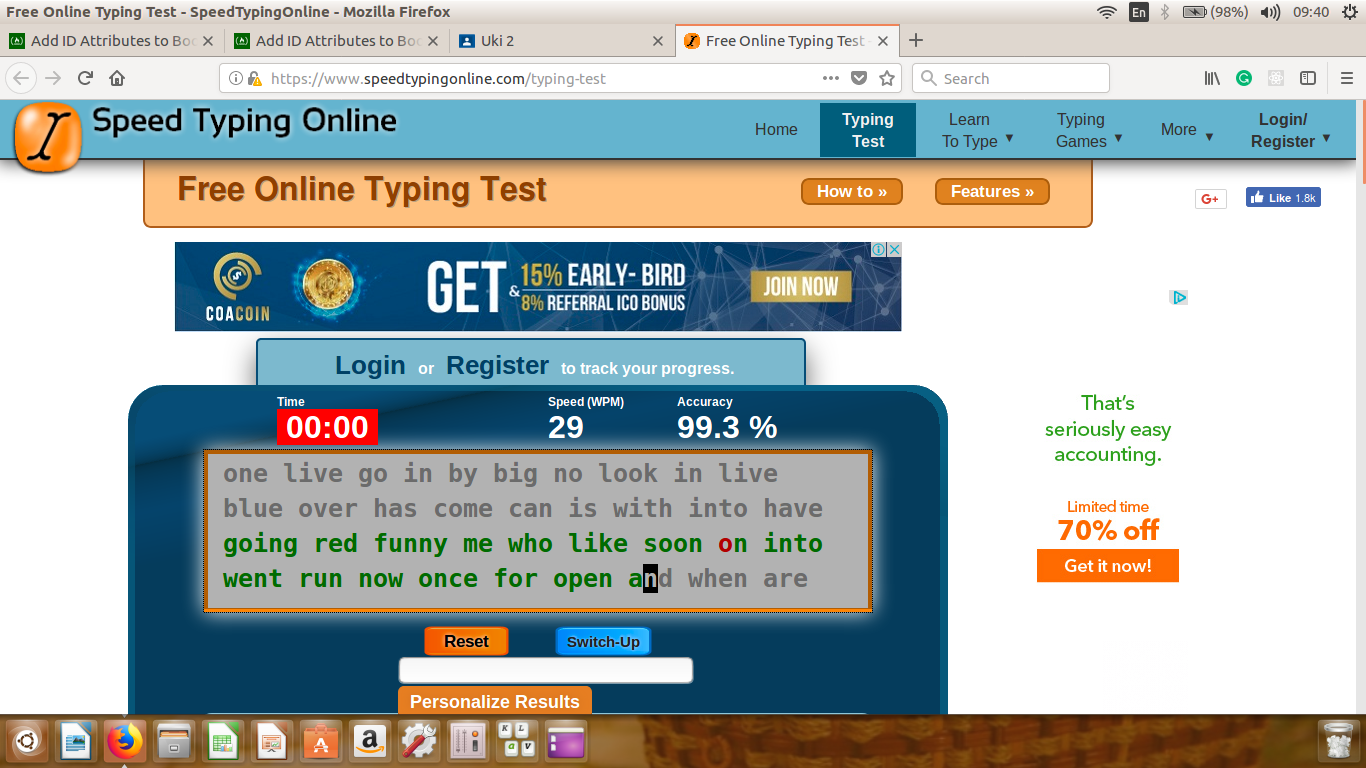 Free Online Typing Test - SpeedTypingOnline - Mozilla Firefox
En
(98%)
09:40
Add ID Attributes to Boo
Add ID Attributes to Boo
Uki 2
Free Online Typing Test -
https://www.speedtypingonline.com/typing-test
Search
Speed Typing Online
Home
Typing Test
Learn To Type
Typing Games
More
Login/ Register
Free Online Typing Test
How to »
Features »
G+
Like 1.8k
COACOIN
GET & 15% EARLY- BIRD
8% REFERRAL ICO BONUS
JOIN NOW
Login or Register to track your progress.
Time
Speed (WPM)
Accuracy
00:00
29
99.3 %
one live go in by big no look in live
blue over has come can is with into have
going red funny me who like soon on into
went run now once for open and when are
Reset
Switch-Up
Personalize Results
That's
seriously easy
accounting.
Limited time
70% off
Get it now!
A
a
K L
a v